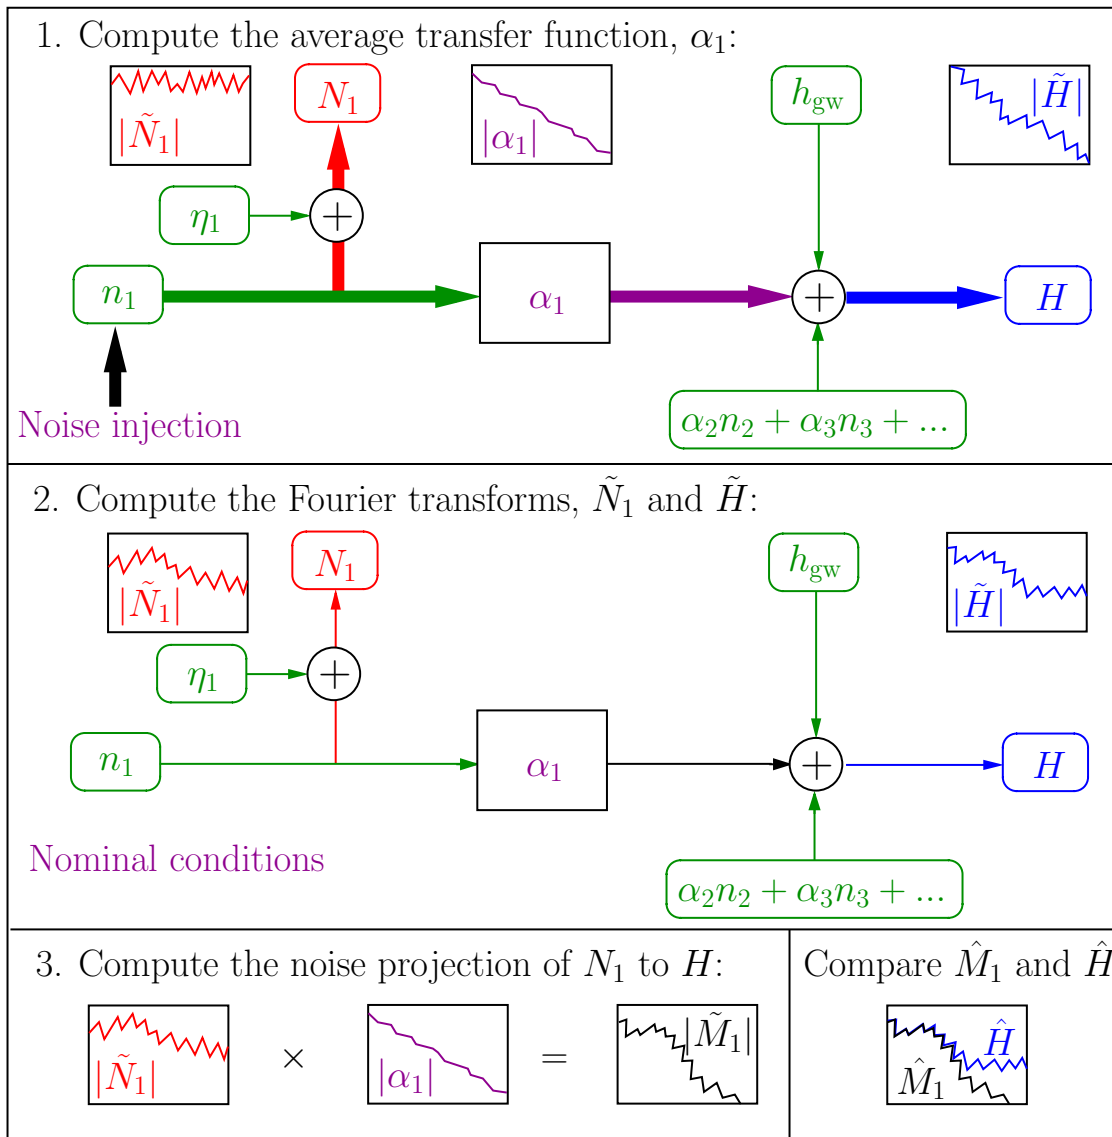 1. Compute the average transfer function, α₁:
|Ñ₁|
N₁
|α₁|
h_gw
|H̃|
η₁
+
n₁
α₁
+
H
Noise injection
α₂n₂ + α₃n₃ + ...
2. Compute the Fourier transforms, Ñ₁ and H̃:
|Ñ₁|
N₁
h_gw
|H̃|
η₁
+
n₁
α₁
+
H
Nominal conditions
α₂n₂ + α₃n₃ + ...
3. Compute the noise projection of N₁ to H:
|Ñ₁|
×
|α₁|
=
|M̃₁|
Compare M̂₁ and Ĥ
Ĥ
M̂₁